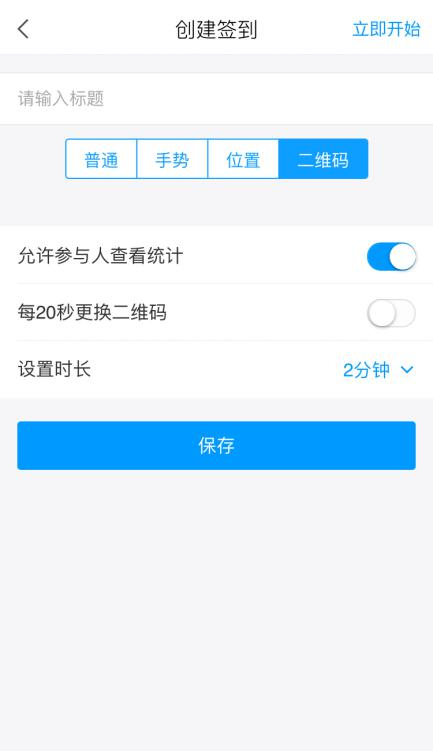 创建签到 立即开始
请输入标题
普通 手势 位置 二维码
允许参与人查看统计
每20秒更换二维码
设置时长 2分钟
保存